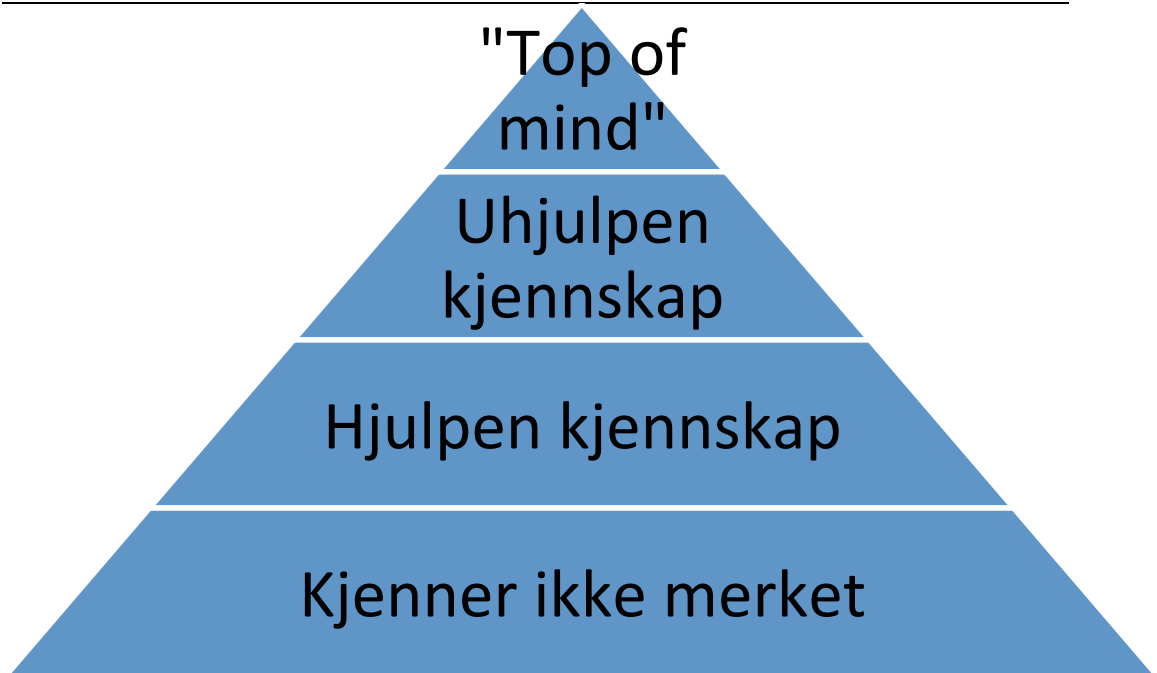 "Top of
mind"
Uhjulpen
kjennskap
Hjulpen kjennskap
Kjenner ikke merket